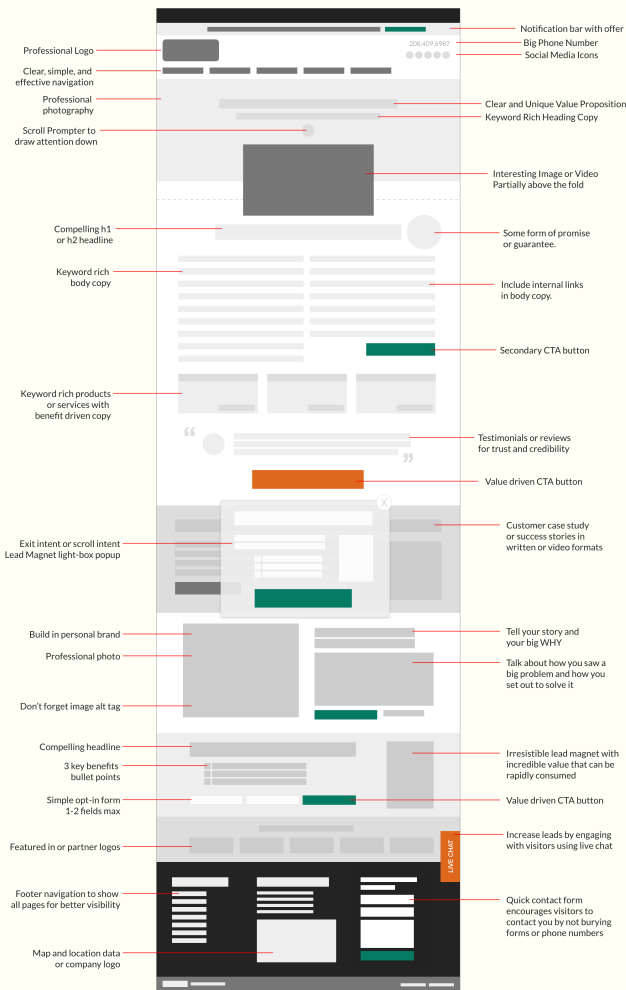 Notification bar with offer
Big Phone Number
208.409.6987
Professional Logo
Social Media Icons
Clear, simple, and
effective navigation
Professional
photography
Clear and Unique Value Proposition
Keyword Rich Heading Copy
Scroll Prompter to
draw attention down
Interesting Image or Video
Partially above the fold
Compelling h1
or h2 headline
Some form of promise
or guarantee.
Keyword rich
body copy
Include internal links
in body copy.
Secondary CTA button
Keyword rich products
or services with
benefit driven copy
“
Testimonials or reviews
for trust and credibility
”
Value driven CTA button
X
Customer case study
or success stories in
written or video formats
Exit intent or scroll intent
Lead Magnet light-box popup
Build in personal brand
Tell your story and
your big WHY
Professional photo
Talk about how you saw a
big problem and how you
set out to solve it
Don't forget image alt tag
Compelling headline
Irresistible lead magnet with
incredible value that can be
rapidly consumed
3 key benefits
bullet points
Simple opt-in form
1-2 fields max
Value driven CTA button
Increase leads by engaging
with visitors using live chat
LIVE CHAT
Featured in or partner logos
Footer navigation to show
all pages for better visibility
Quick contact form
encourages visitors to
contact you by not burying
forms or phone numbers
Map and location data
or company logo